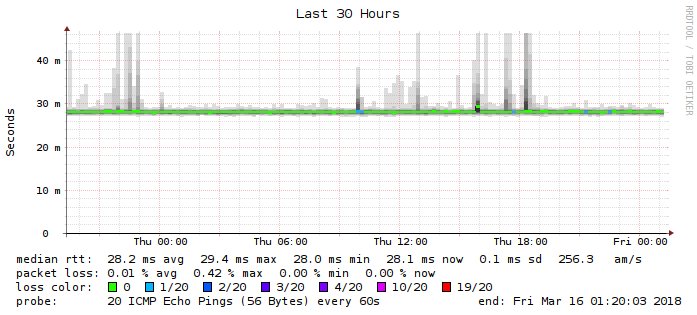 Last 30 Hours
RRDTOOL / TOBI OETIKER
Seconds
40 m
30 m
20 m
10 m
0
Thu 00:00 Thu 06:00 Thu 12:00 Thu 18:00 Fri 00:00
median rtt: 28.2 ms avg 29.4 ms max 28.0 ms min 28.1 ms now 0.1 ms sd 256.3 am/s
packet loss: 0.01 % avg 0.42 % max 0.00 % min 0.00 % now
loss color: 0 1/20 2/20 3/20 4/20 10/20 19/20
probe: 20 ICMP Echo Pings (56 Bytes) every 60s end: Fri Mar 16 01:20:03 2018